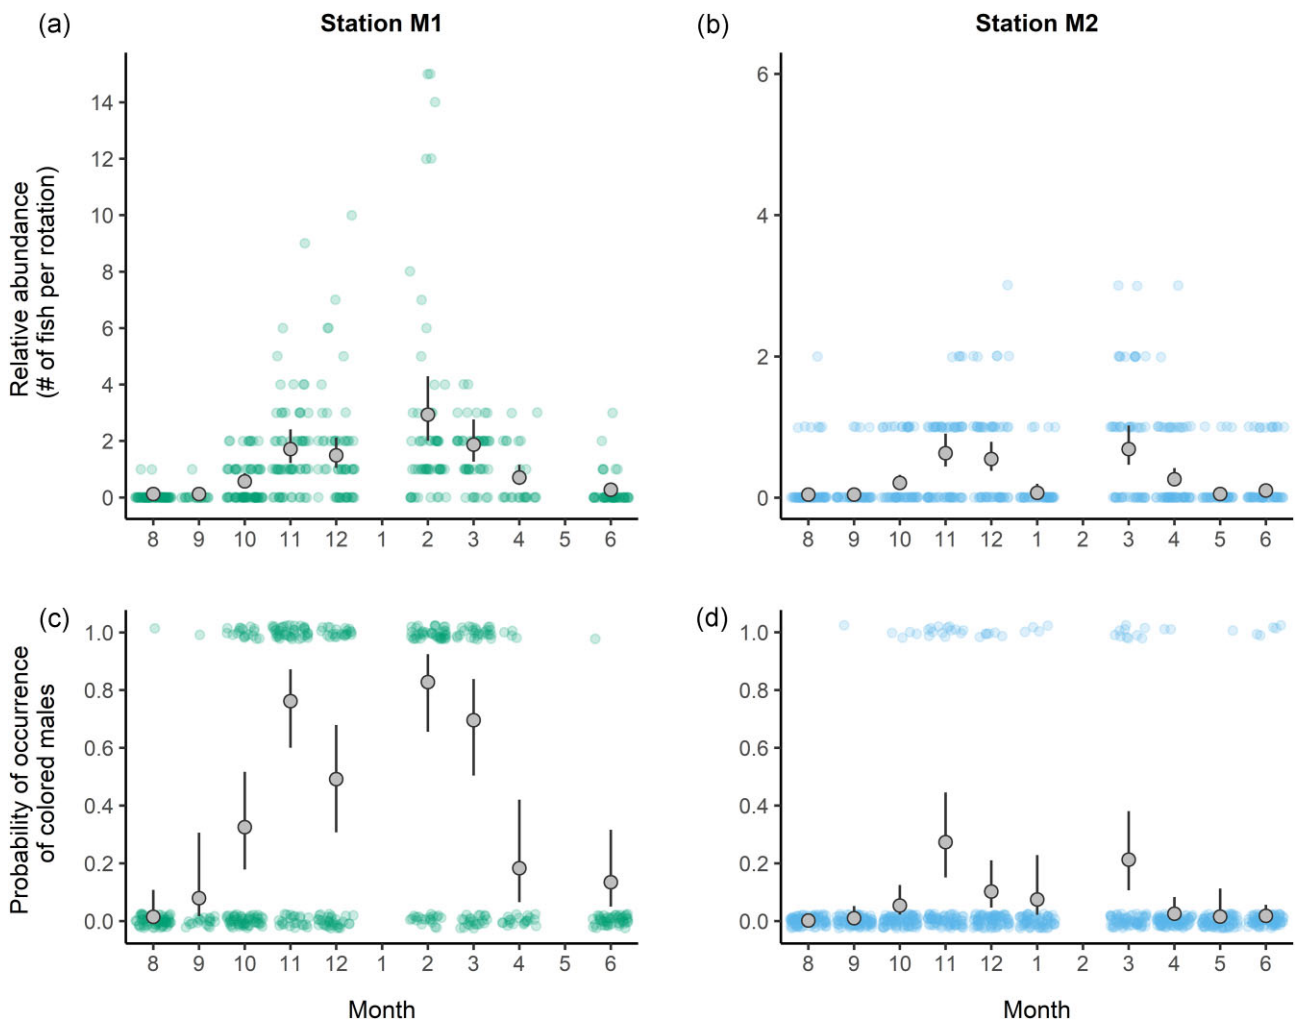 (a)
Station M1
(b)
Station M2
Relative abundance
(# of fish per rotation)
14
12
10
8
6
4
2
0
8 9 10 11 12 1 2 3 4 5 6
6
4
2
0
8 9 10 11 12 1 2 3 4 5 6
(c)
(d)
Probability of occurrence
of colored males
1.0
0.8
0.6
0.4
0.2
0.0
8 9 10 11 12 1 2 3 4 5 6
Month
1.0
0.8
0.6
0.4
0.2
0.0
8 9 10 11 12 1 2 3 4 5 6
Month